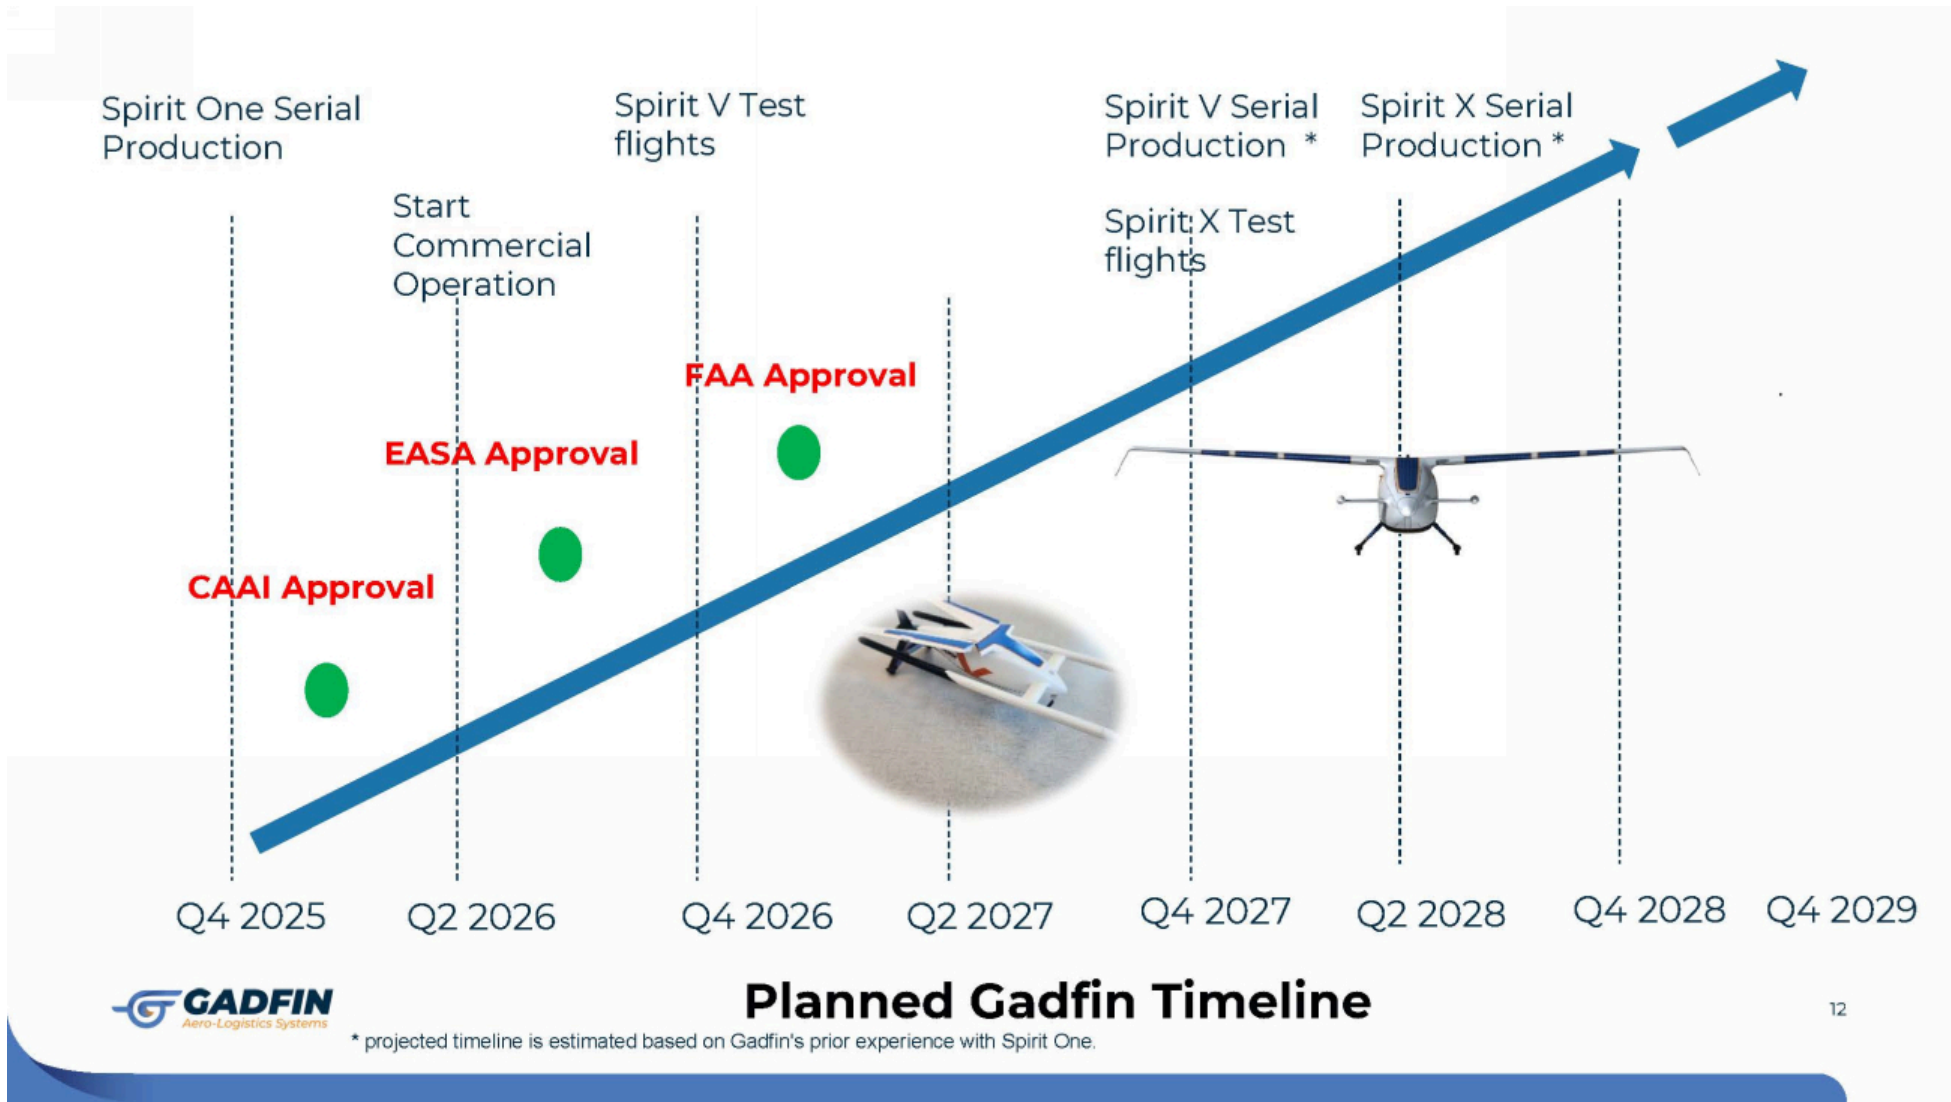 Spirit One Serial
Production
Spirit V Test
flights
Spirit V Serial
Production *
Spirit X Serial
Production *
Start
Commercial
Operation
Spirit X Test
flights
FAA Approval
EASA Approval
CAAI Approval
Q4 2025
Q2 2026
Q4 2026
Q2 2027
Q4 2027
Q2 2028
Q4 2028
Q4 2029
GADFIN
Aero-Logistics Systems
Planned Gadfin Timeline
12
* projected timeline is estimated based on Gadfin's prior experience with Spirit One.